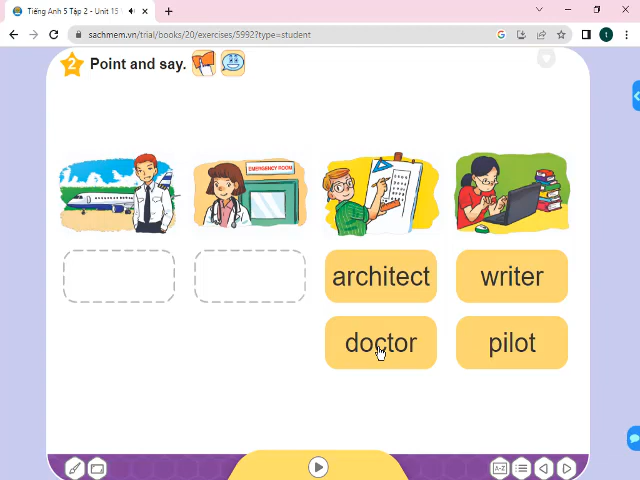 Tiếng Anh 5 Tập 2 - Unit 15
sachmem.vn/trial/books/20/exercises/5992?type=student
t
2 Point and say.
EMERGENCY ROOM
architect
writer
doctor
pilot
A-Z